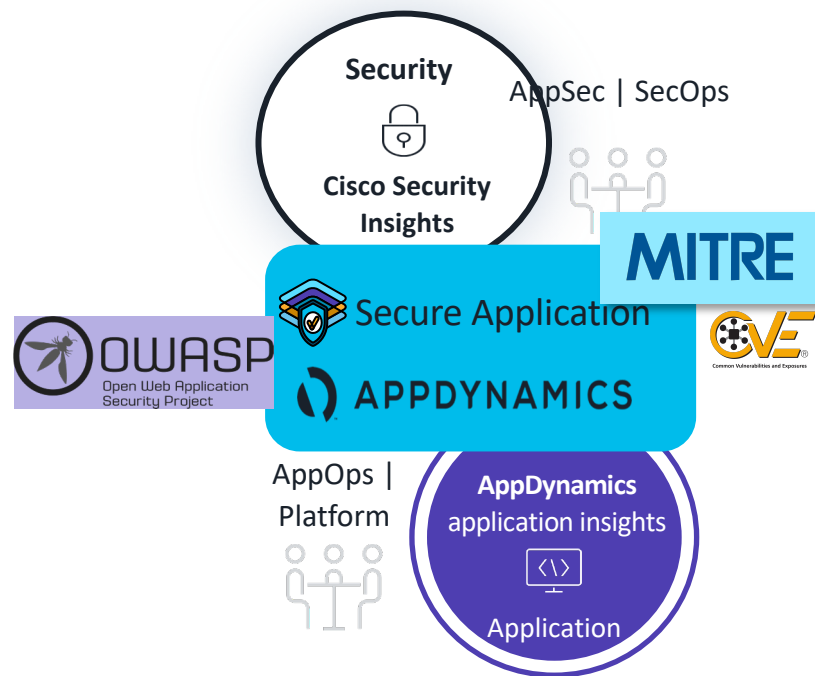 Security
AppSec | SecOps
Cisco Security
Insights
MITRE
Secure Application
CVE®
Common Vulnerabilities and Exposures
OWASP
Open Web Application
Security Project
APPDYNAMICS
AppOps |
Platform
AppDynamics
application insights
<\>
Application